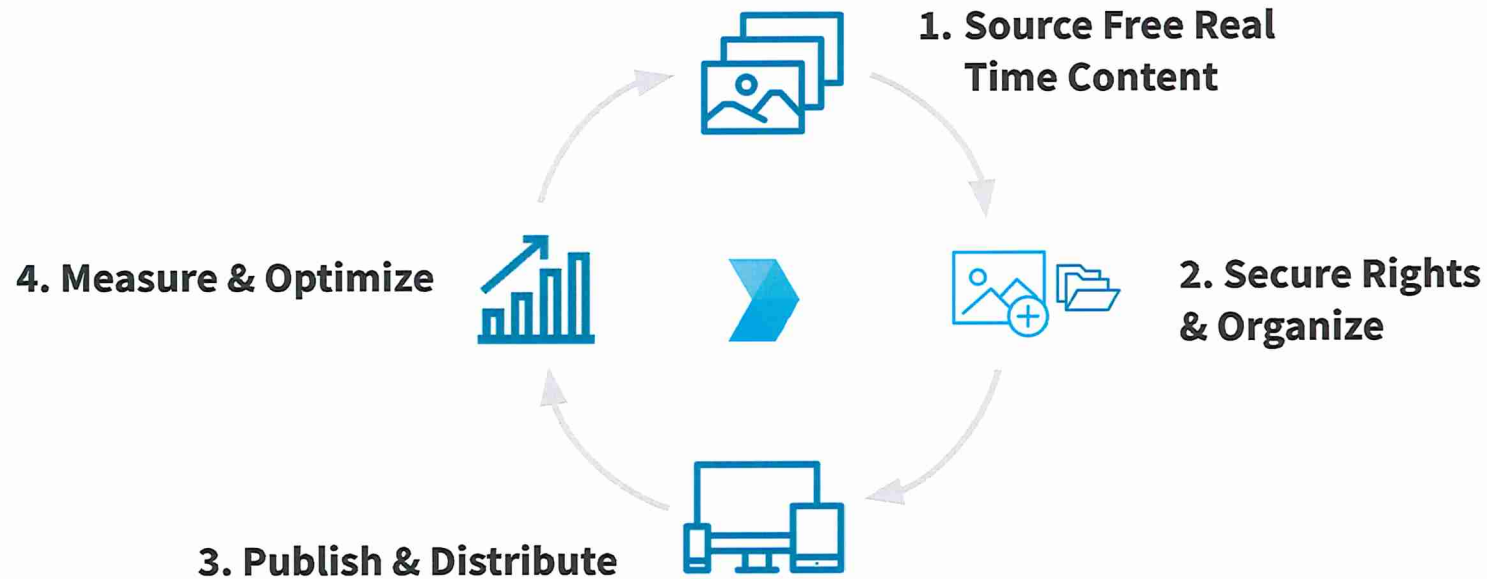 1. Source Free Real
Time Content
4. Measure & Optimize
2. Secure Rights
& Organize
3. Publish & Distribute